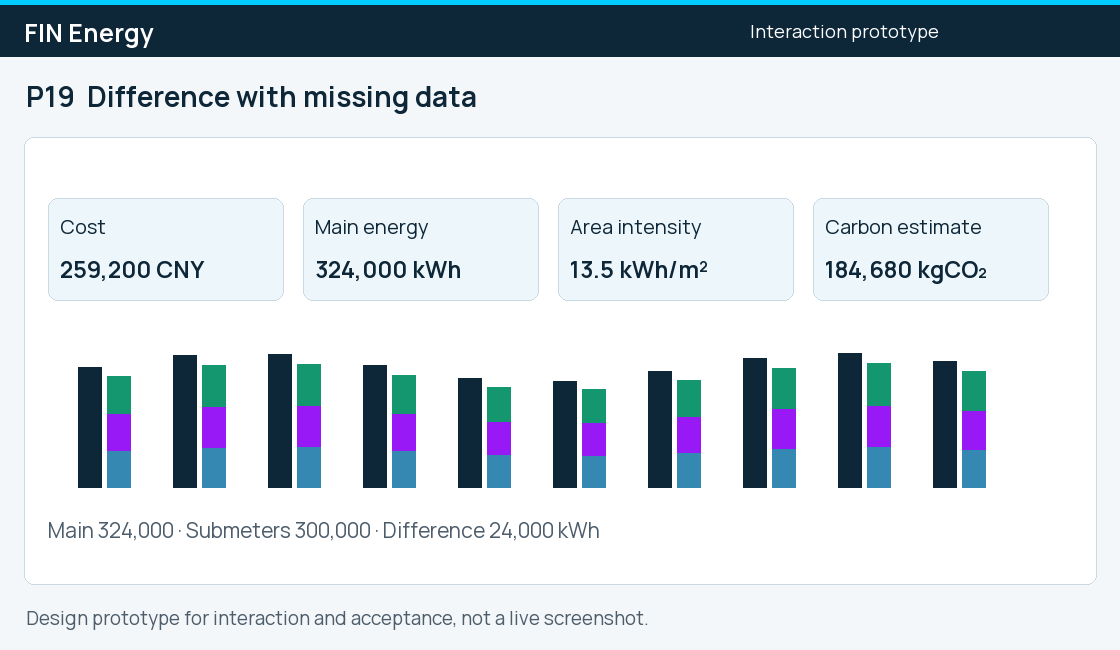 FIN Energy
Interaction prototype
P19 Difference with missing data
Cost
259,200 CNY
Main energy
324,000 kWh
Area intensity
13.5 kWh/m²
Carbon estimate
184,680 kgCO₂
Main 324,000 · Submeters 300,000 · Difference 24,000 kWh
Design prototype for interaction and acceptance, not a live screenshot.